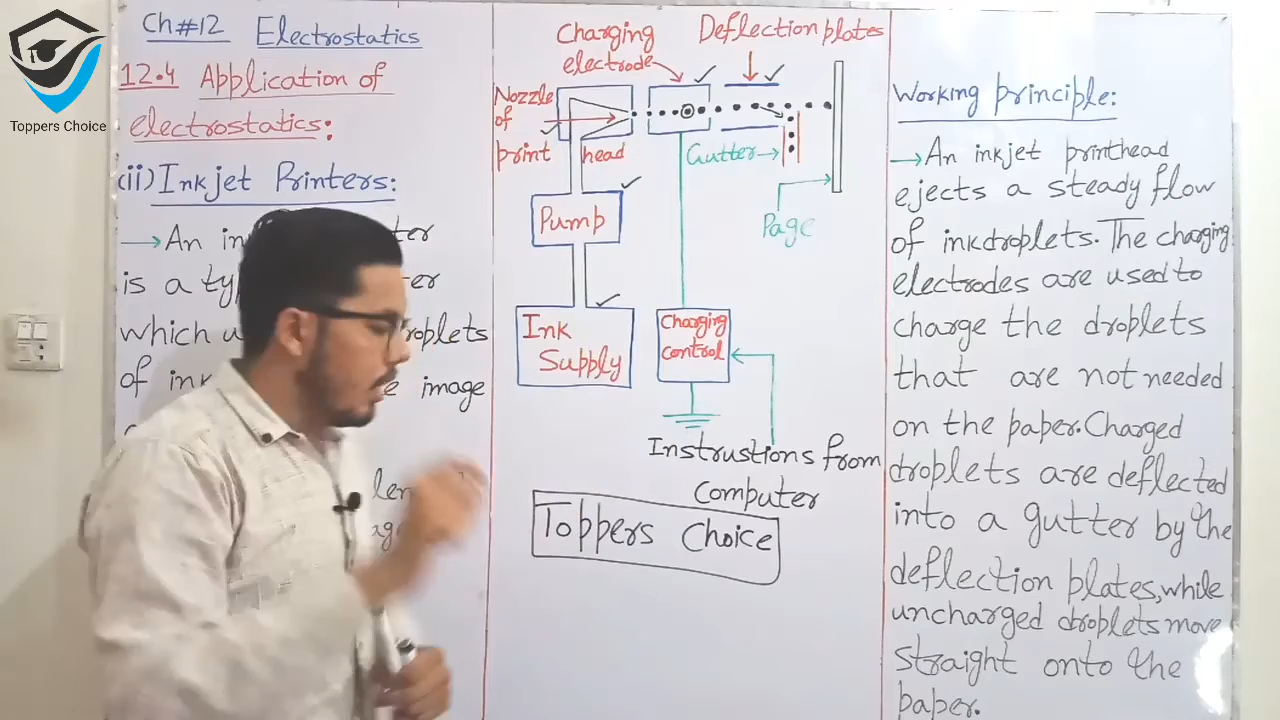 Toppers Choice
Ch#12 Electrostatics
12.4 Application of
electrostatics:
(ii) Inkjet Printers:
→ An
is a
which
of ink image
Charging
electrode
Deflection plates
Nozzle
of
print head
Gutter→
Page
Pump
Ink
Supply
Charging
control
Instrustions from
Computer
Toppers Choice
Working principle:
→An inkjet printhead
ejects a steady flow
of inkdroplets. The charging
electrodes are used to
charge the droplets
that are not needed
on the paper. Charged
droplets are deflected
into a gutter by the
deflection plates, while
uncharged droplets move
straight onto the
paper.